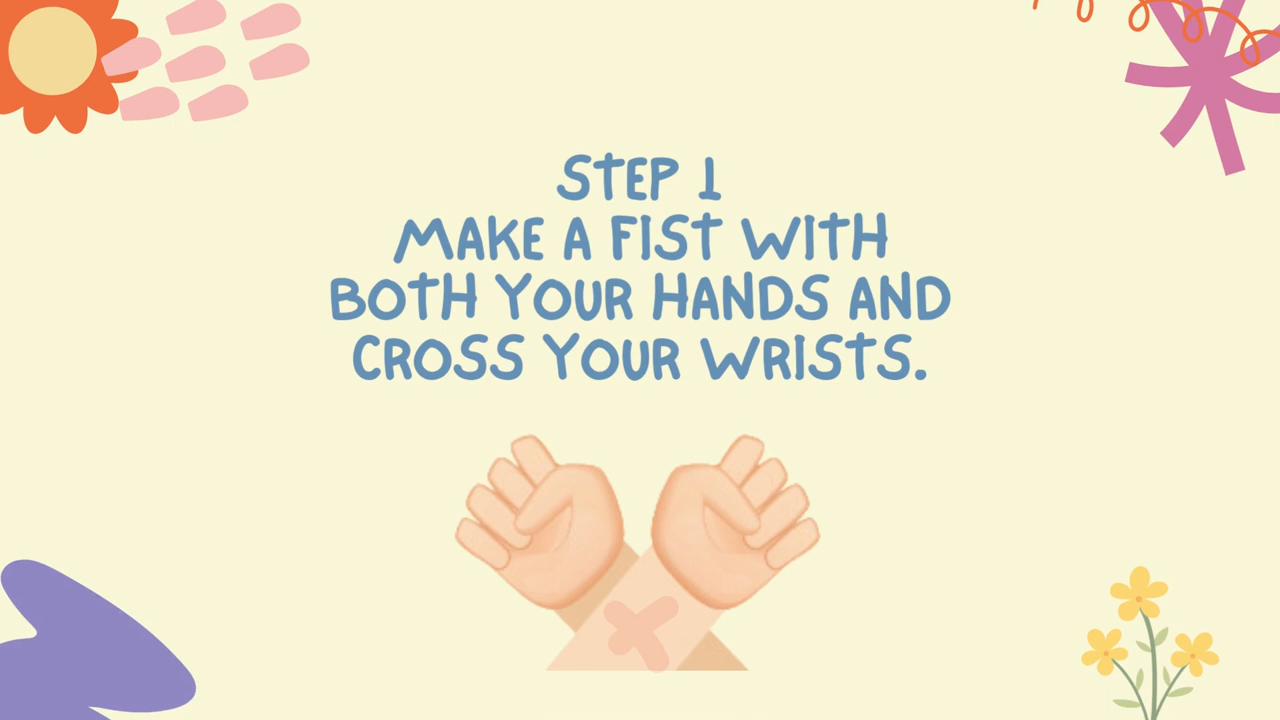 STEP 1
MAKE A FIST WITH
BOTH YOUR HANDS AND
CROSS YOUR WRISTS.